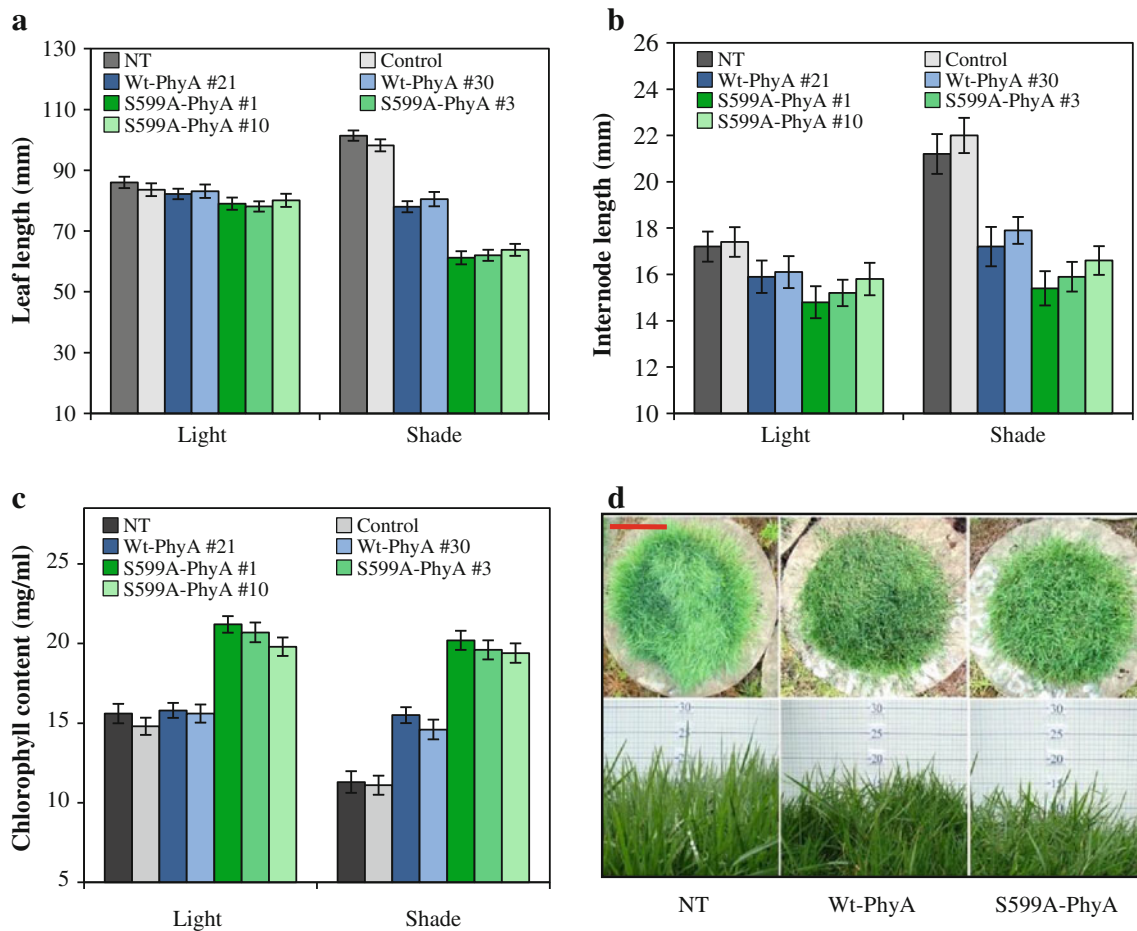 a
Leaf length (mm)
130
110
90
70
50
30
10
NT
Control
Wt-PhyA #21
Wt-PhyA #30
S599A-PhyA #1
S599A-PhyA #3
S599A-PhyA #10
Light
Shade
b
Internode length (mm)
26
24
22
20
18
16
14
12
10
NT
Control
Wt-PhyA #21
Wt-PhyA #30
S599A-PhyA #1
S599A-PhyA #3
S599A-PhyA #10
Light
Shade
c
Chlorophyll content (mg/ml)
25
20
15
10
5
NT
Control
Wt-PhyA #21
Wt-PhyA #30
S599A-PhyA #1
S599A-PhyA #3
S599A-PhyA #10
Light
Shade
d
30
30
30
25
25
25
20
20
15
NT
Wt-PhyA
S599A-PhyA